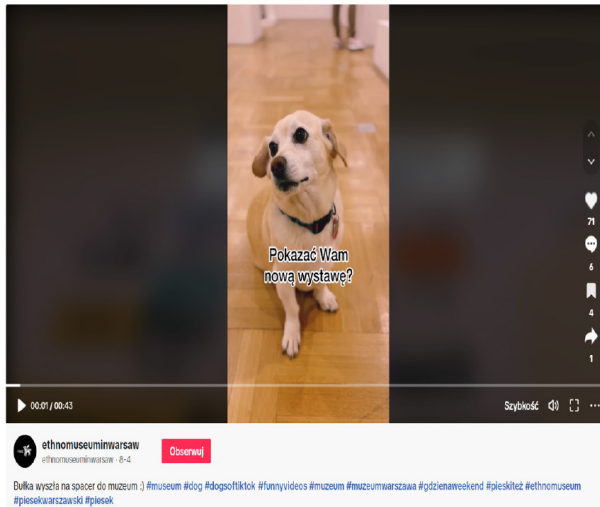 Pokazać Wam
nową wystawę?
71
6
4
1
00:01 / 00:43
Szybkość
ethnomuseuminwarsaw
ethnomuseuminwarsaw · 8-4
Obserwuj
Bułka wyszła na spacer do muzeum :) #museum #dog #dogsoftiktok #funnyvideos #muzeum #muzeumwarszawa #gdzienaweekend #pieskiteż #ethnomuseum
#piesekwarszawski #piesek